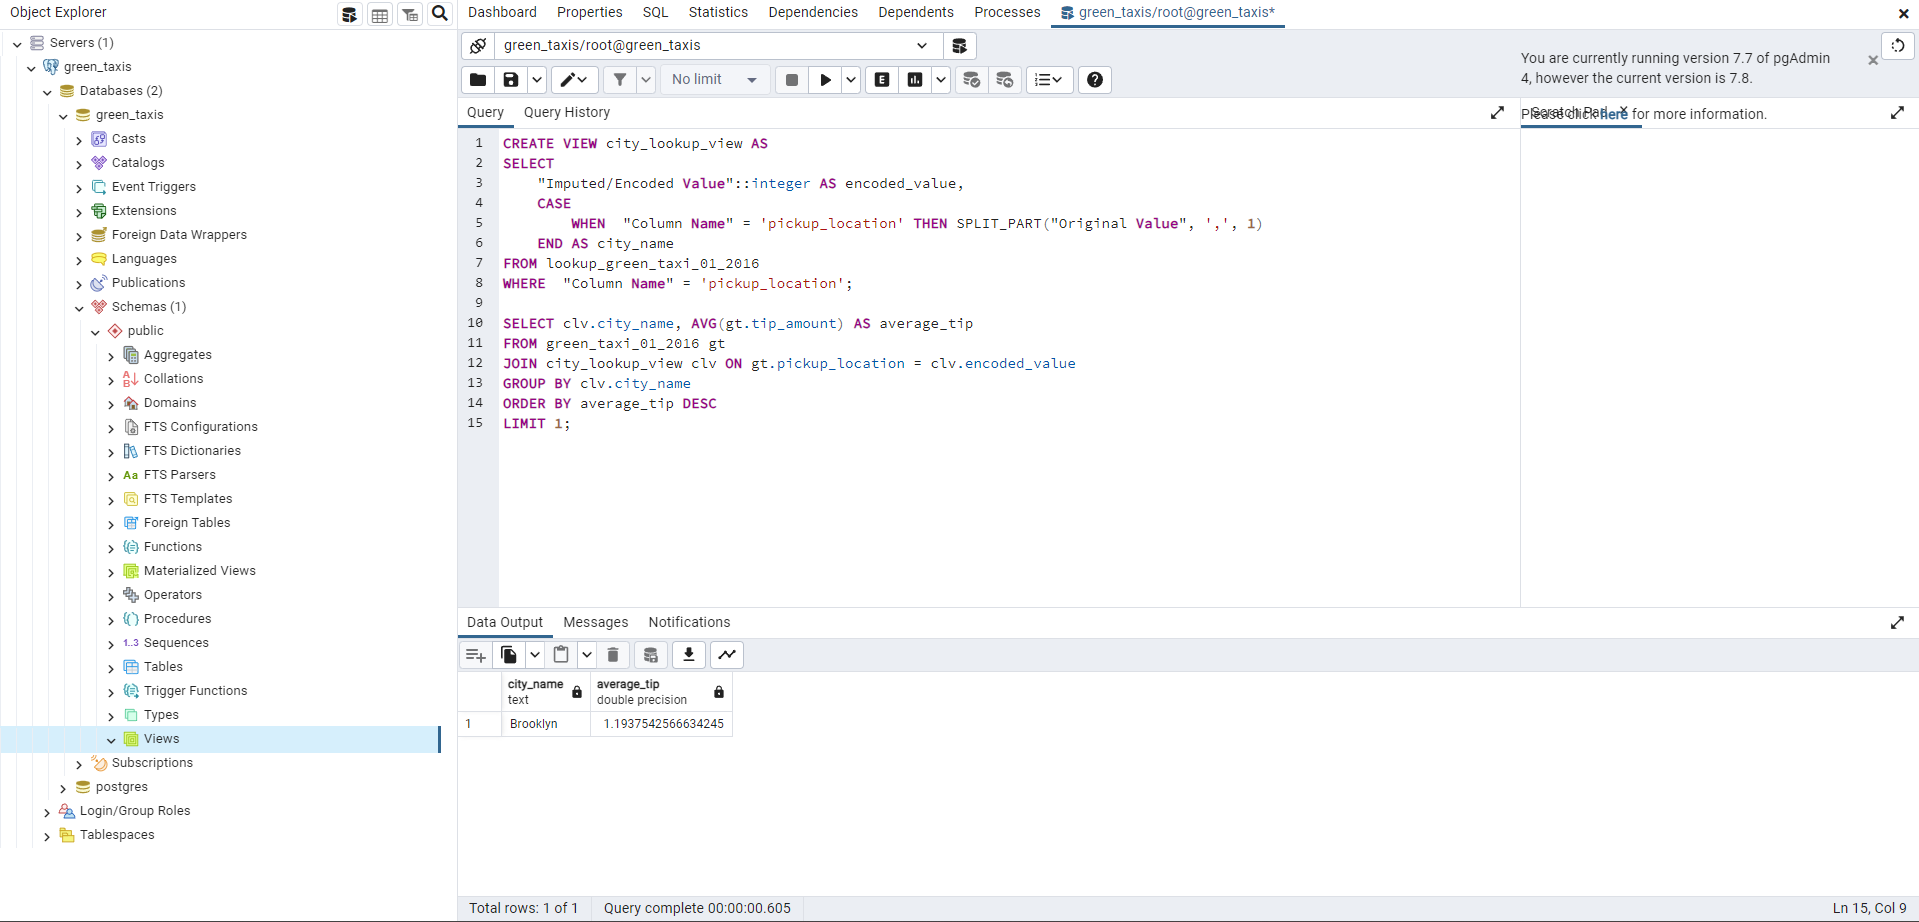 Object Explorer
Servers (1)
green_taxis
Databases (2)
green_taxis
Casts
Catalogs
Event Triggers
Extensions
Foreign Data Wrappers
Languages
Publications
Schemas (1)
public
Aggregates
Collations
Domains
FTS Configurations
FTS Dictionaries
Aa FTS Parsers
FTS Templates
Foreign Tables
Functions
Materialized Views
Operators
Procedures
1..3 Sequences
Tables
Trigger Functions
Types
Views
Subscriptions
postgres
Login/Group Roles
Tablespaces
Dashboard Properties SQL Statistics Dependencies Dependents Processes green_taxis/root@green_taxis*
green_taxis/root@green_taxis
No limit
E
You are currently running version 7.7 of pgAdmin
4, however the current version is 7.8.
Please click here for more information.
Scratch Pad
Query Query History
1 CREATE VIEW city_lookup_view AS
2 SELECT
3 "Imputed/Encoded Value"::integer AS encoded_value,
4 CASE
5 WHEN "Column Name" = 'pickup_location' THEN SPLIT_PART("Original Value", ',', 1)
6 END AS city_name
7 FROM lookup_green_taxi_01_2016
8 WHERE "Column Name" = 'pickup_location';
9
10 SELECT clv.city_name, AVG(gt.tip_amount) AS average_tip
11 FROM green_taxi_01_2016 gt
12 JOIN city_lookup_view clv ON gt.pickup_location = clv.encoded_value
13 GROUP BY clv.city_name
14 ORDER BY average_tip DESC
15 LIMIT 1;
Data Output Messages Notifications
city_name average_tip
text double precision
1 Brooklyn 1.1937542566634245
Total rows: 1 of 1 Query complete 00:00:00.605 Ln 15, Col 9